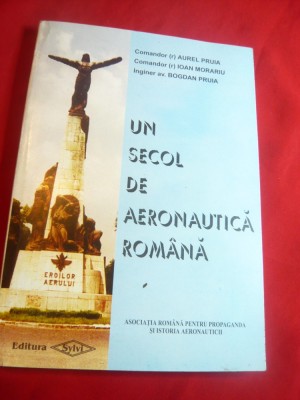 Comandor (r) AUREL PRUIA
Comandor (r) IOAN MORARIU
Inginer av. BOGDAN PRUIA
UN
SECOL
DE
AERONAUTICĂ
ROMÂNĂ
EROILOR
AERULUI
ASOCIAȚIA ROMÂNĂ PENTRU PROPAGANDA
ȘI ISTORIA AERONAUTICII
Editura Sylvi